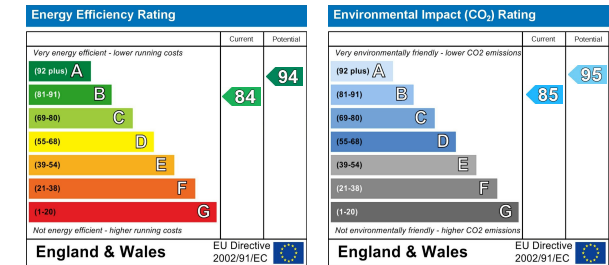 Energy Efficiency Rating
Current Potential
Very energy efficient - lower running costs
(92 plus) A
(81-91) B
(69-80) C
(55-68) D
(39-54) E
(21-38) F
(1-20) G
84
94
Not energy efficient - higher running costs
England & Wales
EU Directive
2002/91/EC
Environmental Impact (CO₂) Rating
Current Potential
Very environmentally friendly - lower CO2 emissions
(92 plus) A
(81-91) B
(69-80) C
(55-68) D
(39-54) E
(21-38) F
(1-20) G
85
95
Not environmentally friendly - higher CO2 emissions
England & Wales
EU Directive
2002/91/EC